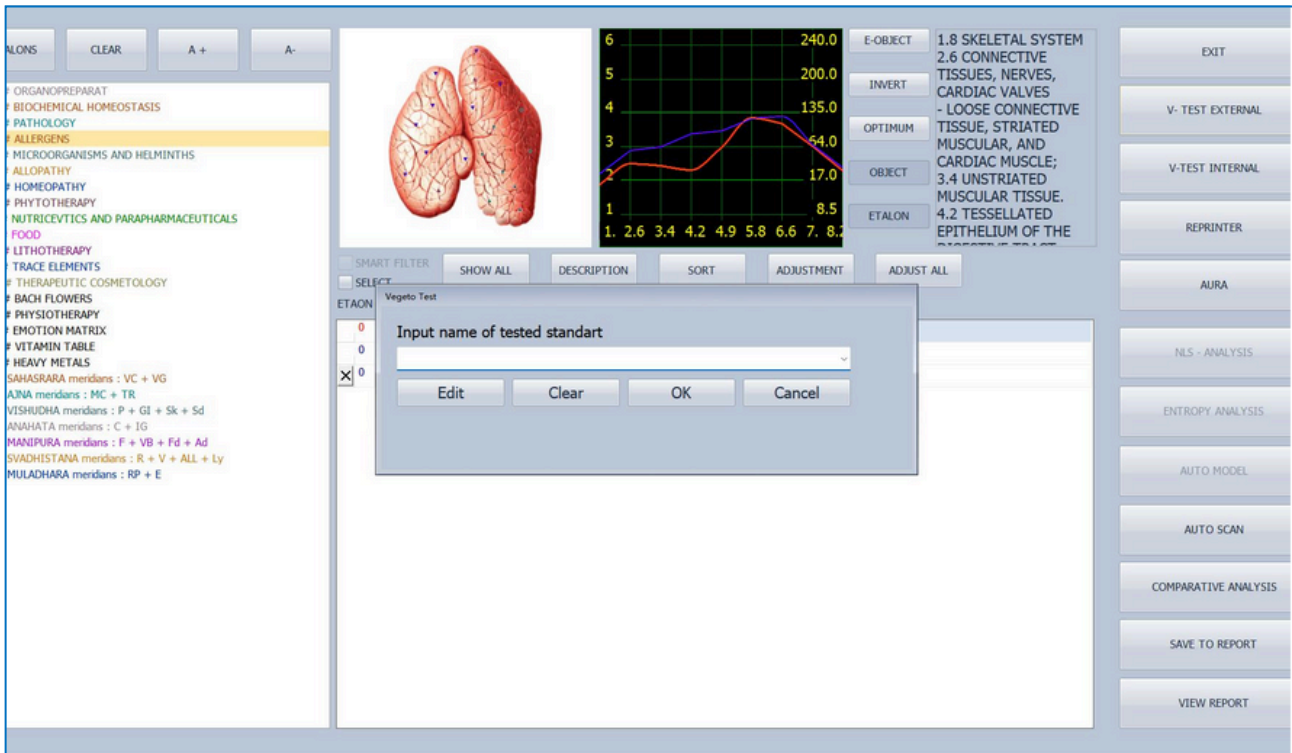 ALONS
CLEAR
A +
A-
# ORGANOPREPARAT
# BIOCHEMICAL HOMEOSTASIS
# PATHOLOGY
# ALLERGENS
# MICROORGANISMS AND HELMINTHS
# ALLOPATHY
# HOMEOPATHY
# PHYTOTHERAPY
NUTRICEVTICS AND PARAPHARMACEUTICALS
FOOD
# LITHOTHERAPY
TRACE ELEMENTS
# THERAPEUTIC COSMETOLOGY
# BACH FLOWERS
# PHYSIOTHERAPY
# EMOTION MATRIX
# VITAMIN TABLE
# HEAVY METALS
SAHASRARA meridians : VC + VG
AJNA meridians : MC + TR
VISHUDHA meridians : P + GI + Sk + Sd
ANAHATA meridians : C + IG
MANIPURA meridians : F + VB + Fd + Ad
SVADHISTANA meridians : R + V + ALL + Ly
MULADHARA meridians : RP + E
6 240.0
5 200.0
4 135.0
3 54.0
2 17.0
1 8.5
1. 2.6 3.4 4.2 4.9 5.8 6.6 7. 8.2
E-OBJECT
INVERT
OPTIMUM
OBJECT
ETALON
1.8 SKELETAL SYSTEM
2.6 CONNECTIVE
TISSUES, NERVES,
CARDIAC VALVES
- LOOSE CONNECTIVE
TISSUE, STRIATED
MUSCULAR, AND
CARDIAC MUSCLE;
3.4 UNSTRIATED
MUSCULAR TISSUE.
4.2 TESSELLATED
EPITHELIUM OF THE
DIGESTIVE TRACT
SMART FILTER
SELECT
SHOW ALL
DESCRIPTION
SORT
ADJUSTMENT
ADJUST ALL
ETAON
0
0
0
Vegeto Test
Input name of tested standart
Edit
Clear
OK
Cancel
EXIT
V- TEST EXTERNAL
V-TEST INTERNAL
REPRINTER
AURA
NLS - ANALYSIS
ENTROPY ANALYSIS
AUTO MODEL
AUTO SCAN
COMPARATIVE ANALYSIS
SAVE TO REPORT
VIEW REPORT